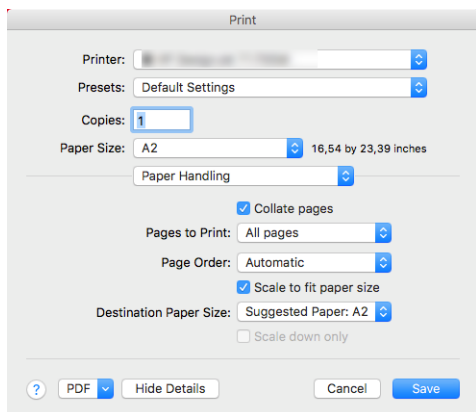 Print
Printer:
Presets: Default Settings
Copies: 1
Paper Size: A2 16,54 by 23,39 inches
Paper Handling
Collate pages
Pages to Print: All pages
Page Order: Automatic
Scale to fit paper size
Destination Paper Size: Suggested Paper: A2
Scale down only
? PDF Hide Details Cancel Save